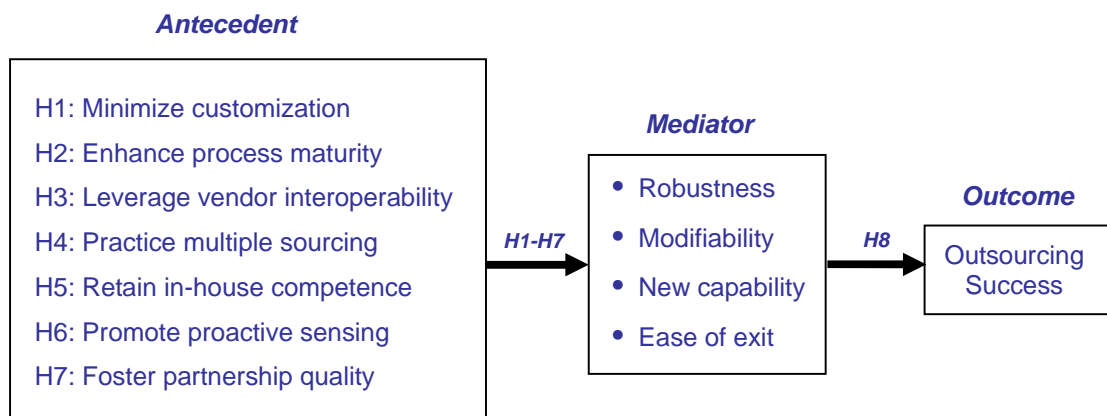 Antecedent
H1: Minimize customization
H2: Enhance process maturity
H3: Leverage vendor interoperability
H4: Practice multiple sourcing
H5: Retain in-house competence
H6: Promote proactive sensing
H7: Foster partnership quality
H1-H7
Mediator
• Robustness
• Modifiability
• New capability
• Ease of exit
H8
Outcome
Outsourcing
Success